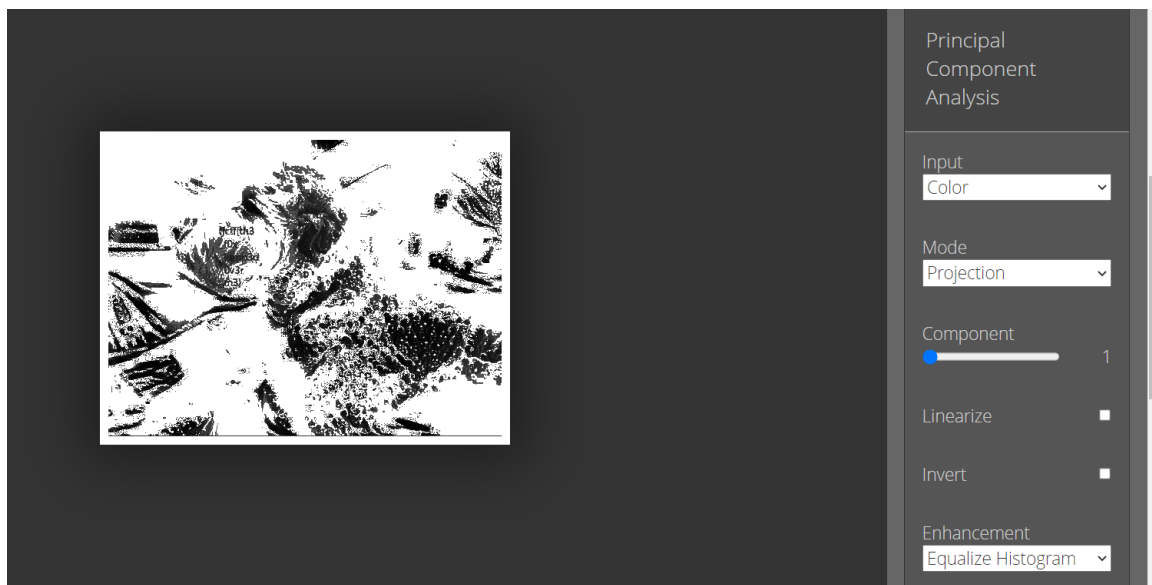 Principal
Component
Analysis
Input
Color
Mode
Projection
Component
1
Linearize
Invert
Enhancement
Equalize Histogram